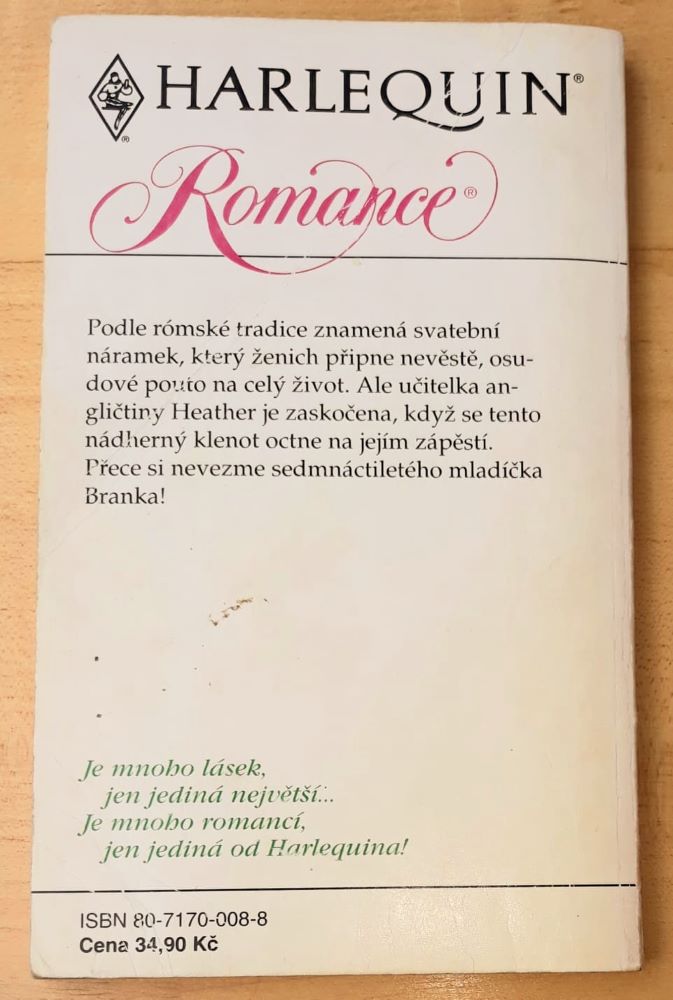 HARLEQUIN®
®
Romance®
Podle rómské tradice znamená svatební
náramek, který ženich připne nevěstě, osu-
dové pouto na celý život. Ale učitelka an-
gličtiny Heather je zaskočena, když se tento
nádherný klenot octne na jejím zápěstí.
Přece si nevezme sedmnáctiletého mladíčka
Branka!
Je mnoho lásek,
jen jediná největší...
Je mnoho romancí,
jen jediná od Harlequina!
ISBN 80-7170-008-8
Cena 34,90 Kč